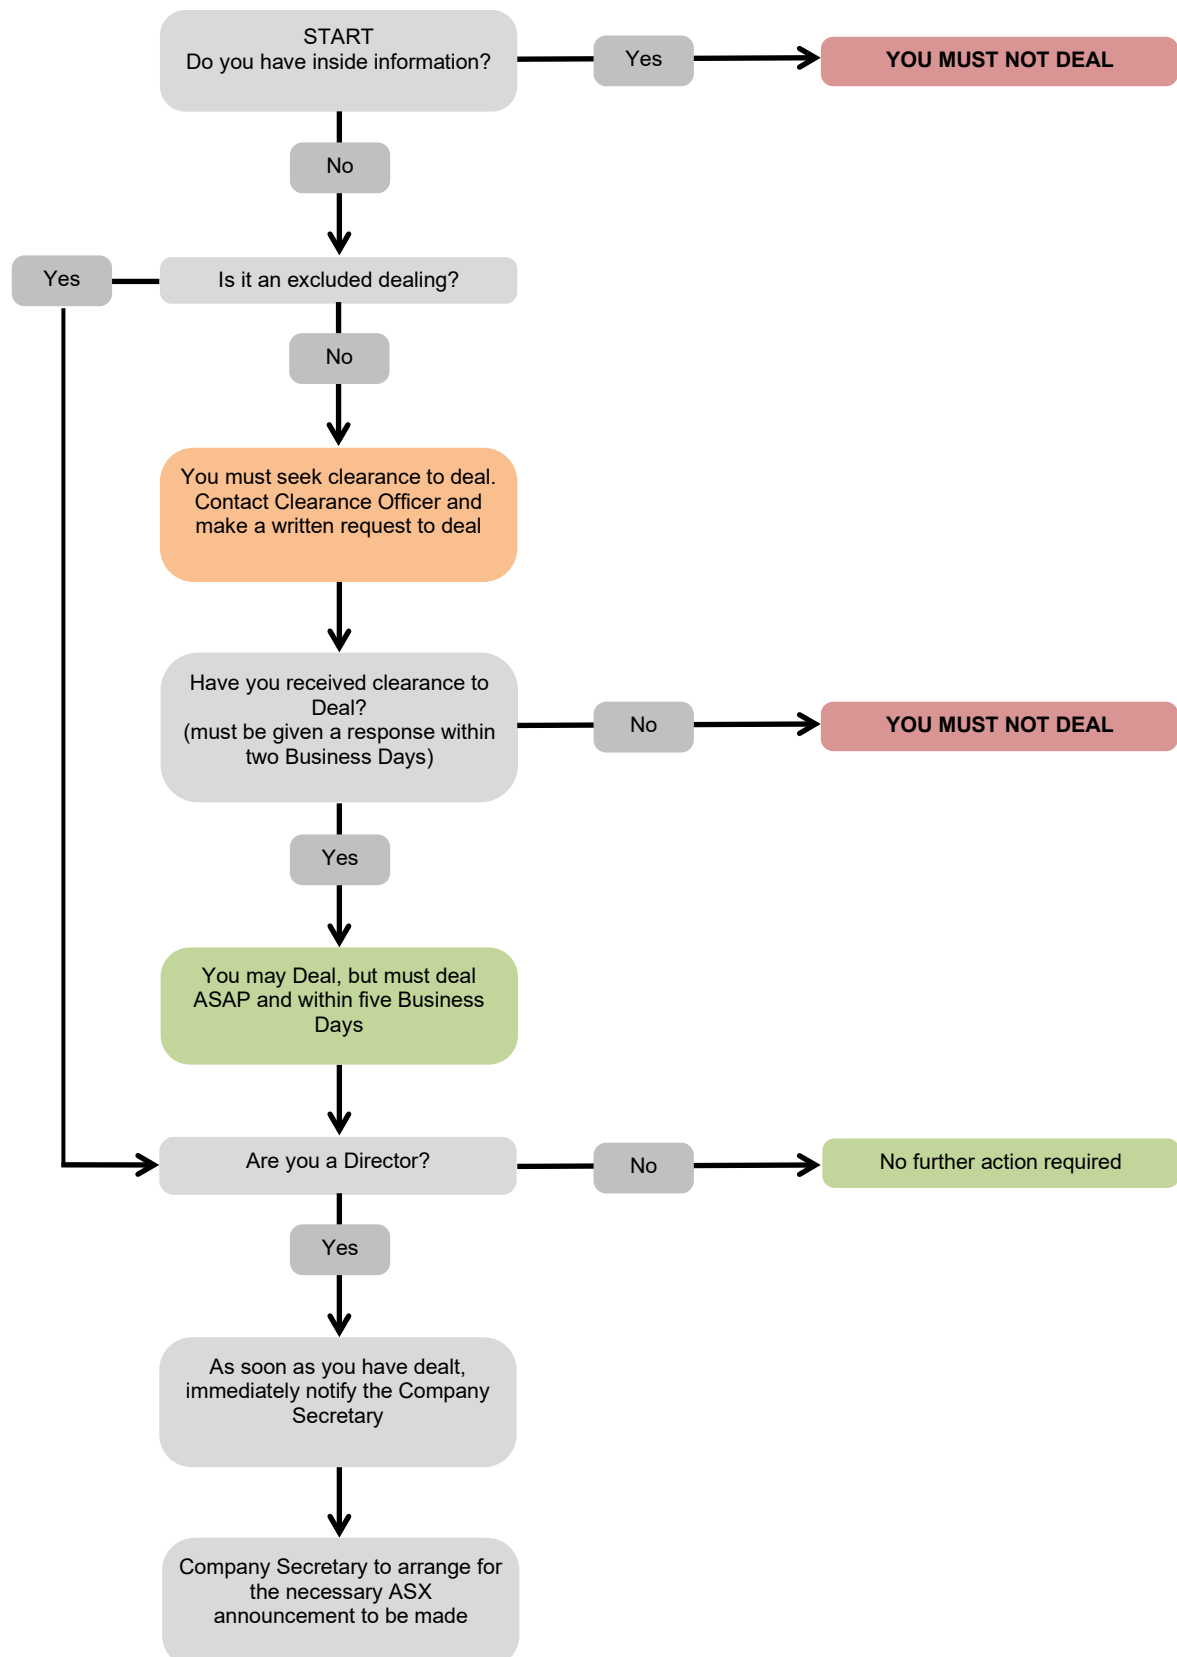 START
Do you have inside information?
Yes
YOU MUST NOT DEAL
No
Yes
Is it an excluded dealing?
No
You must seek clearance to deal.
Contact Clearance Officer and
make a written request to deal
Have you received clearance to
Deal?
(must be given a response within
two Business Days)
No
YOU MUST NOT DEAL
Yes
You may Deal, but must deal
ASAP and within five Business
Days
Are you a Director?
No
No further action required
Yes
As soon as you have dealt,
immediately notify the Company
Secretary
Company Secretary to arrange for
the necessary ASX
announcement to be made